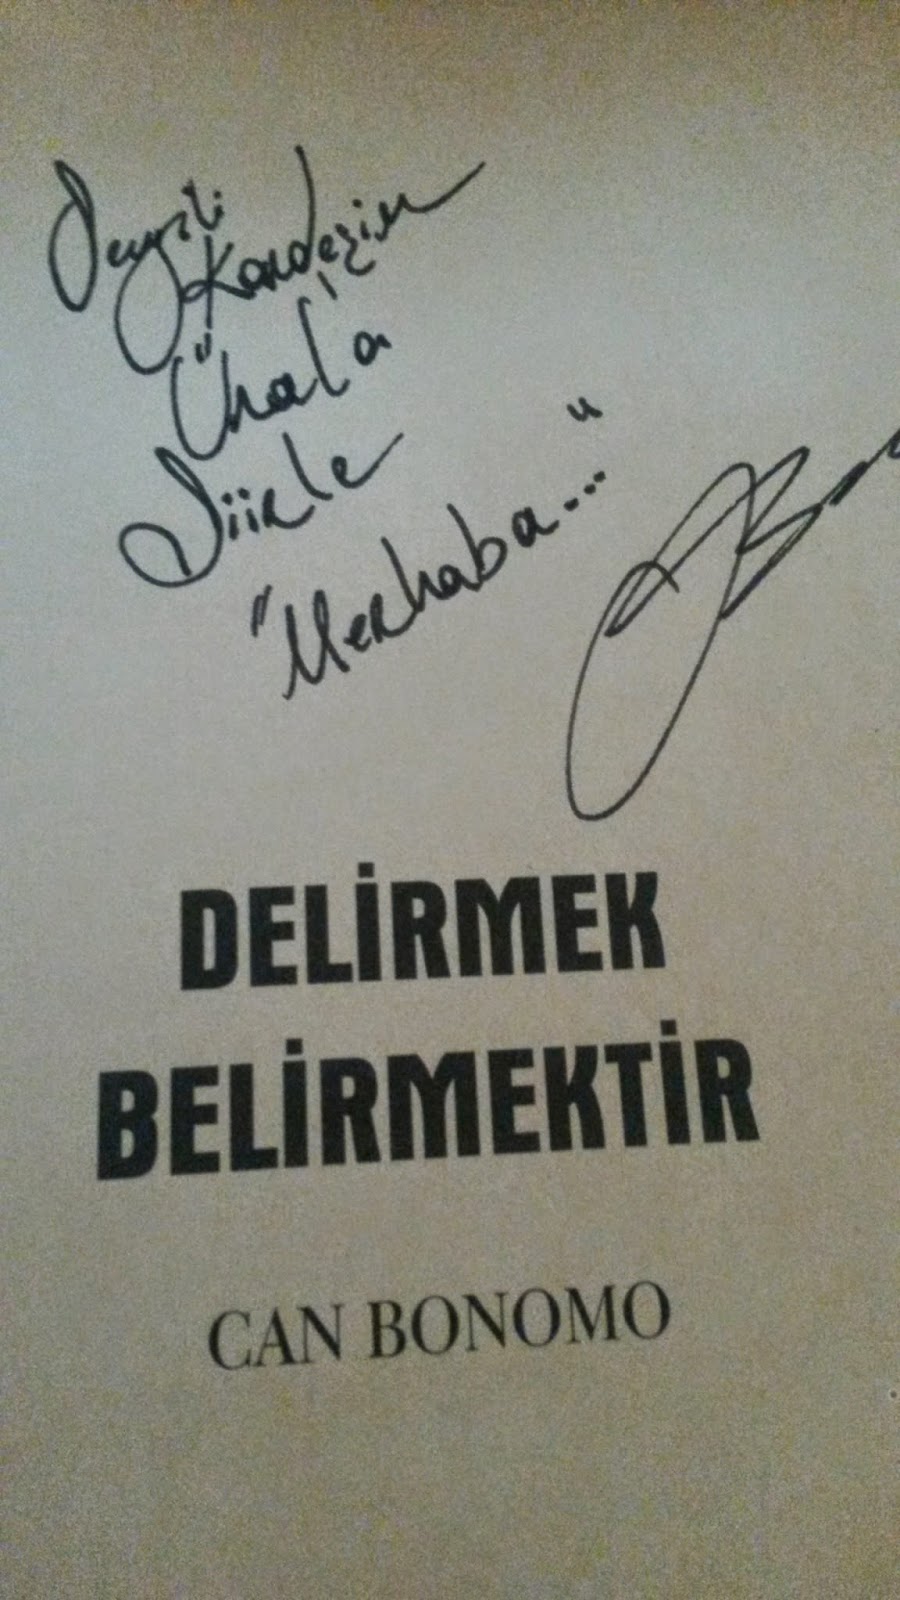 Sevgili
Kardeşim
Şiirle
"Merhaba..."
DELİRMEK
BELİRMEKTİR
CAN BONOMO